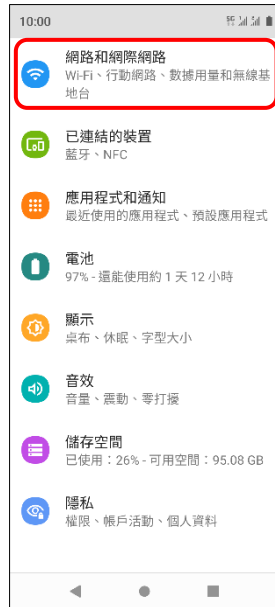 10:00
網路和網際網路
Wi-Fi、行動網路、數據用量和無線基
地台
已連結的裝置
藍牙、NFC
應用程式和通知
最近使用的應用程式、預設應用程式
電池
97% - 還能使用約 1 天 12 小時
顯示
桌布、休眠、字型大小
音效
音量、震動、零打擾
儲存空間
已使用：26% - 可用空間：95.08 GB
隱私
權限、帳戶活動、個人資料